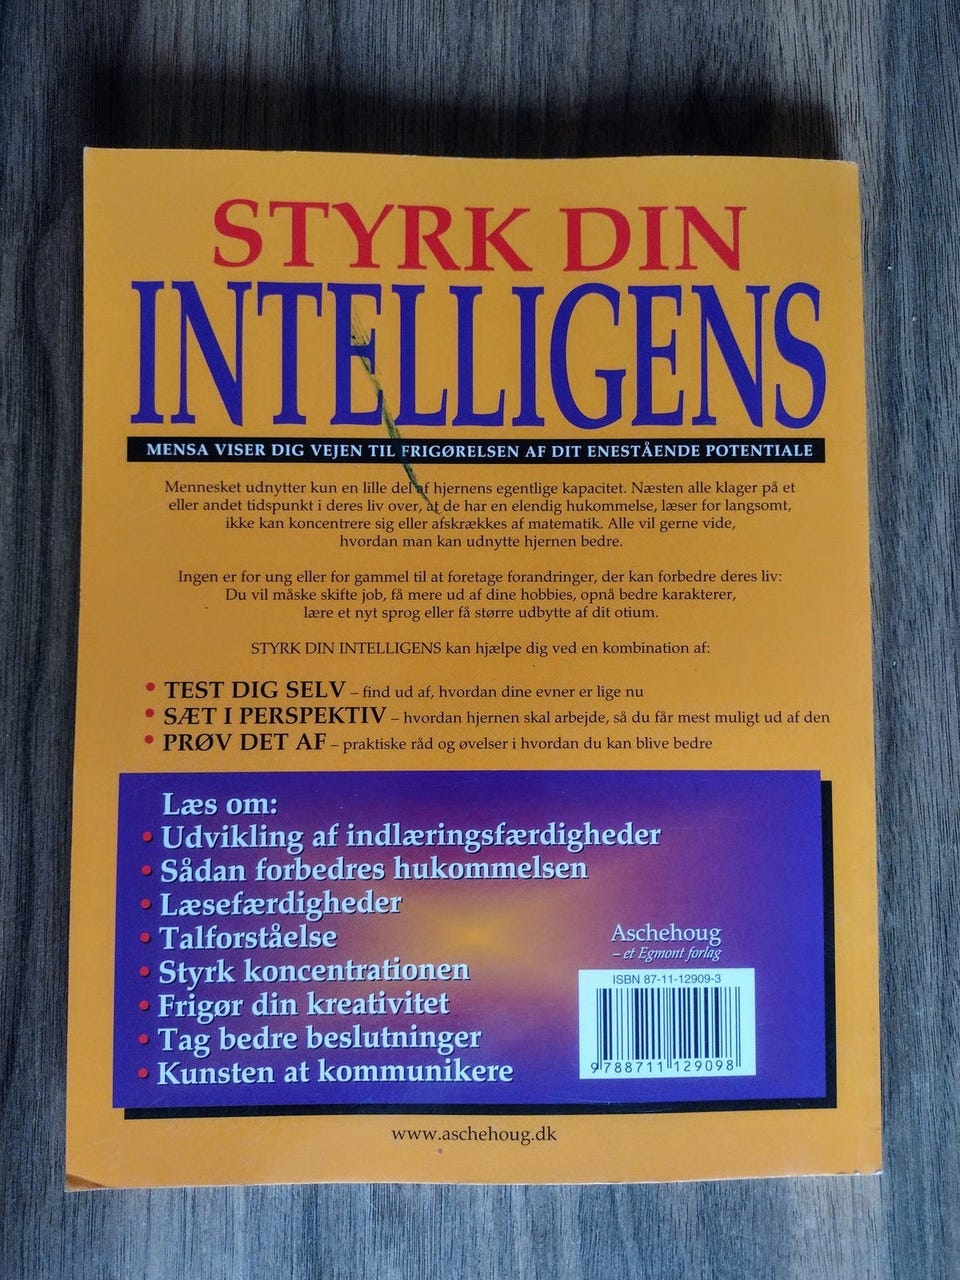 STYRK DIN
INTELLIGENS
MENSA VISER DIG VEJEN TIL FRIGØRELSEN AF DIT ENESTÅENDE POTENTIALE
Mennesket udnytter kun en lille del af hjernens egentlige kapacitet. Næsten alle klager på et
eller andet tidspunkt i deres liv over, at de har en elendig hukommelse, læser for langsomt,
ikke kan koncentrere sig eller afskrækkes af matematik. Alle vil gerne vide,
hvordan man kan udnytte hjernen bedre.
Ingen er for ung eller for gammel til at foretage forandringer, der kan forbedre deres liv:
Du vil måske skifte job, få mere ud af dine hobbies, opnå bedre karakterer,
lære et nyt sprog eller få større udbytte af dit otium.
STYRK DIN INTELLIGENS kan hjælpe dig ved en kombination af:
• TEST DIG SELV – find ud af, hvordan dine evner er lige nu
• SÆT I PERSPEKTIV – hvordan hjernen skal arbejde, så du får mest muligt ud af den
• PRØV DET AF – praktiske råd og øvelser i hvordan du kan blive bedre
Læs om:
• Udvikling af indlæringsfærdigheder
• Sådan forbedres hukommelsen
• Læsefærdigheder
• Talforståelse
• Styrk koncentrationen
• Frigør din kreativitet
• Tag bedre beslutninger
• Kunsten at kommunikere
Aschehoug
– et Egmont forlag
ISBN 87-11-12909-3
9 788711 129098
www.aschehoug.dk